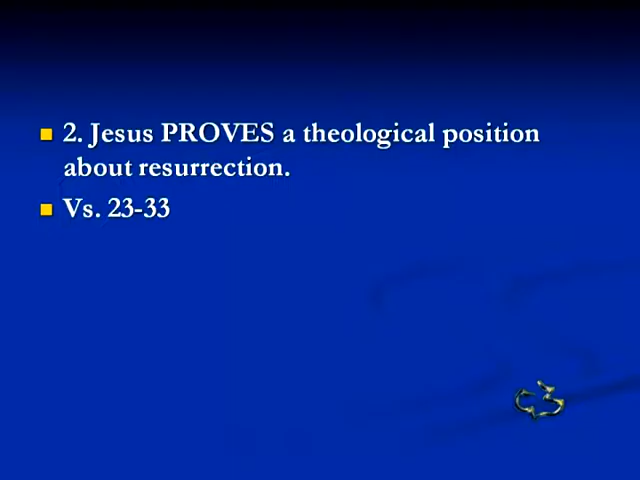 2. Jesus PROVES a theological position
about resurrection.
Vs. 23-33